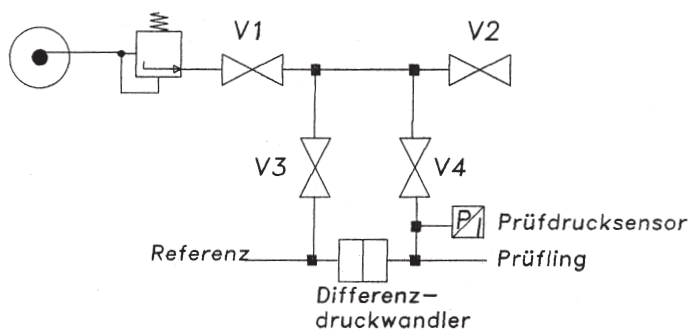 V1
V2
V3
V4
P
I
Prüfdrucksensor
Referenz
Prüfling
Differenz-
druckwandler